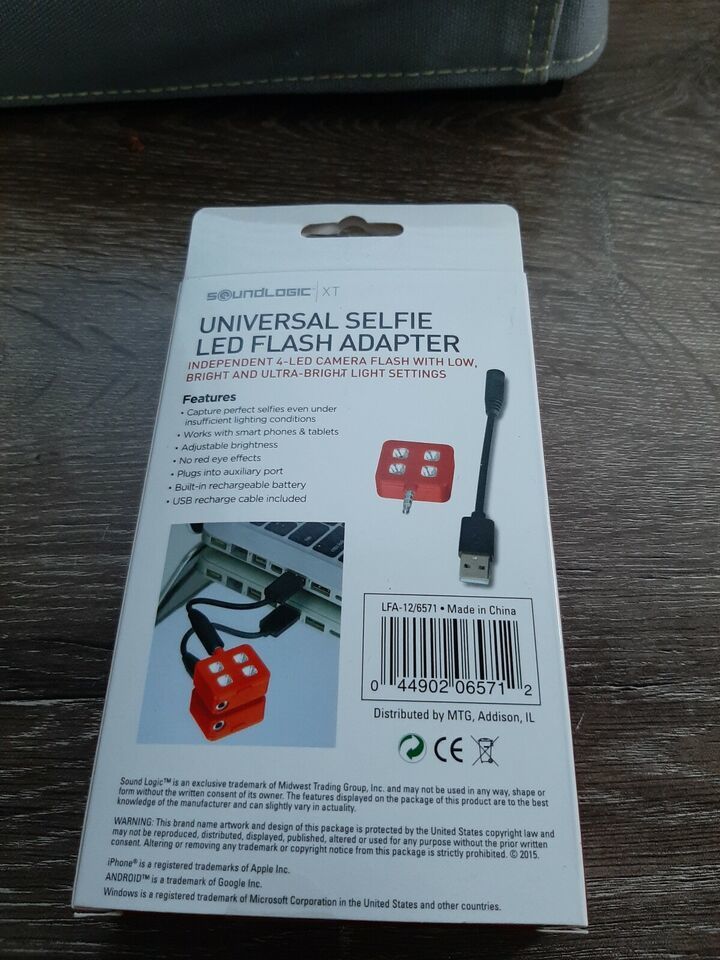 SOUNDLOGIC | XT
UNIVERSAL SELFIE
LED FLASH ADAPTER
INDEPENDENT 4-LED CAMERA FLASH WITH LOW,
BRIGHT AND ULTRA-BRIGHT LIGHT SETTINGS
Features
• Capture perfect selfies even under
insufficient lighting conditions
• Works with smart phones & tablets
• Adjustable brightness
• No red eye effects
• Plugs into auxiliary port
• Built-in rechargeable battery
• USB recharge cable included
LFA-12/6571 • Made in China
0 44902 06571 2
Distributed by MTG, Addison, IL
CE
Sound Logic™ is an exclusive trademark of Midwest Trading Group, Inc. and may not be used in any way, shape or
form without the written consent of its owner. The features displayed on the package of this product are to the best
knowledge of the manufacturer and can slightly vary in actuality.
WARNING: This brand name artwork and design of this package is protected by the United States copyright law and
may not be reproduced, distributed, displayed, published, altered or used for any purpose without the prior written
consent. Altering or removing any trademark or copyright notice from this package is strictly prohibited. © 2015.
iPhone® is a registered trademarks of Apple Inc.
ANDROID™ is a trademark of Google Inc.
Windows is a registered trademark of Microsoft Corporation in the United States and other countries.